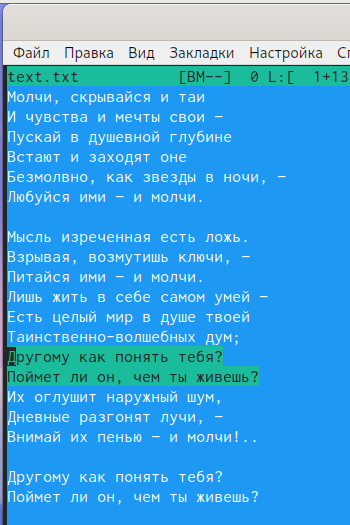 Файл Правка Вид Закладки Настройка
text.txt [BM--] 0 L:[ 1+13
Молчи, скрывайся и таи
И чувства и мечты свои –
Пускай в душевной глубине
Встают и заходят оне
Безмолвно, как звезды в ночи, –
Любуйся ими – и молчи.
Мысль изреченная есть ложь.
Взрывая, возмутишь ключи, –
Питайся ими – и молчи.
Лишь жить в себе самом умей –
Есть целый мир в душе твоей
Таинственно-волшебных дум;
Другому как понять тебя?
Поймет ли он, чем ты живешь?
Их оглушит наружный шум,
Дневные разгонят лучи, –
Внимай их пенью – и молчи!..
Другому как понять тебя?
Поймет ли он, чем ты живешь?